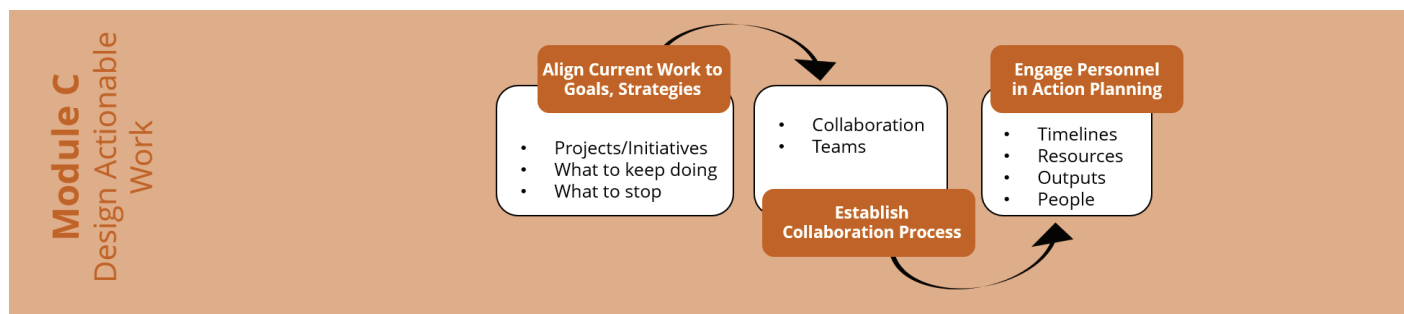 Module C
Design Actionable
Work
Align Current Work to
Goals, Strategies
• Projects/Initiatives
• What to keep doing
• What to stop
• Collaboration
• Teams
Establish
Collaboration Process
Engage Personnel
in Action Planning
• Timelines
• Resources
• Outputs
• People